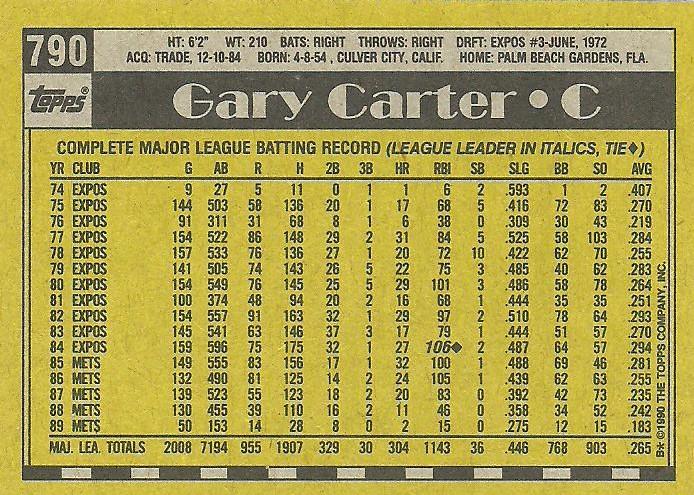 790
HT: 6'2" WT: 210 BATS: RIGHT THROWS: RIGHT DRFT: EXPOS #3-JUNE, 1972
ACQ: TRADE, 12-10-84 BORN: 4-8-54 , CULVER CITY, CALIF. HOME: PALM BEACH GARDENS, FLA.
Topps®
Gary Carter • C
COMPLETE MAJOR LEAGUE BATTING RECORD (LEAGUE LEADER IN ITALICS, TIE♦)
YR CLUB G AB R H 2B 3B HR RBI SB SLG BB SO AVG
74 EXPOS 9 27 5 11 0 1 1 6 2 .593 1 2 .407
75 EXPOS 144 503 58 136 20 1 17 68 5 .416 72 83 .270
76 EXPOS 91 311 31 68 8 1 6 38 0 .309 30 43 .219
77 EXPOS 154 522 86 148 29 2 31 84 5 .525 58 103 .284
78 EXPOS 157 533 76 136 27 1 20 72 10 .422 62 70 .255
79 EXPOS 141 505 74 143 26 5 22 75 3 .485 40 62 .283
80 EXPOS 154 549 76 145 25 5 29 101 3 .486 58 78 .264
81 EXPOS 100 374 48 94 20 2 16 68 1 .444 35 35 .251
82 EXPOS 154 557 91 163 32 1 29 97 2 .510 78 64 .293
83 EXPOS 145 541 63 146 37 3 17 79 1 .444 51 57 .270
84 EXPOS 159 596 75 175 32 1 27 106♦ 2 .487 64 57 .294
85 METS 149 555 83 156 17 1 32 100 1 .488 69 46 .281
86 METS 132 490 81 125 14 2 24 105 1 .439 62 63 .255
87 METS 139 523 55 123 18 2 20 83 0 .392 42 73 .235
88 METS 130 455 39 110 16 2 11 46 0 .358 34 52 .242
89 METS 50 153 14 28 8 0 2 15 0 .275 12 15 .183
MAJ. LEA. TOTALS 2008 7194 955 1907 329 30 304 1143 36 .446 768 903 .265
B* ©1990 THE TOPPS COMPANY, INC.